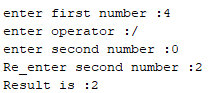 enter first number :4
enter operator :/
enter second number :0
Re_enter second number :2
Result is :2